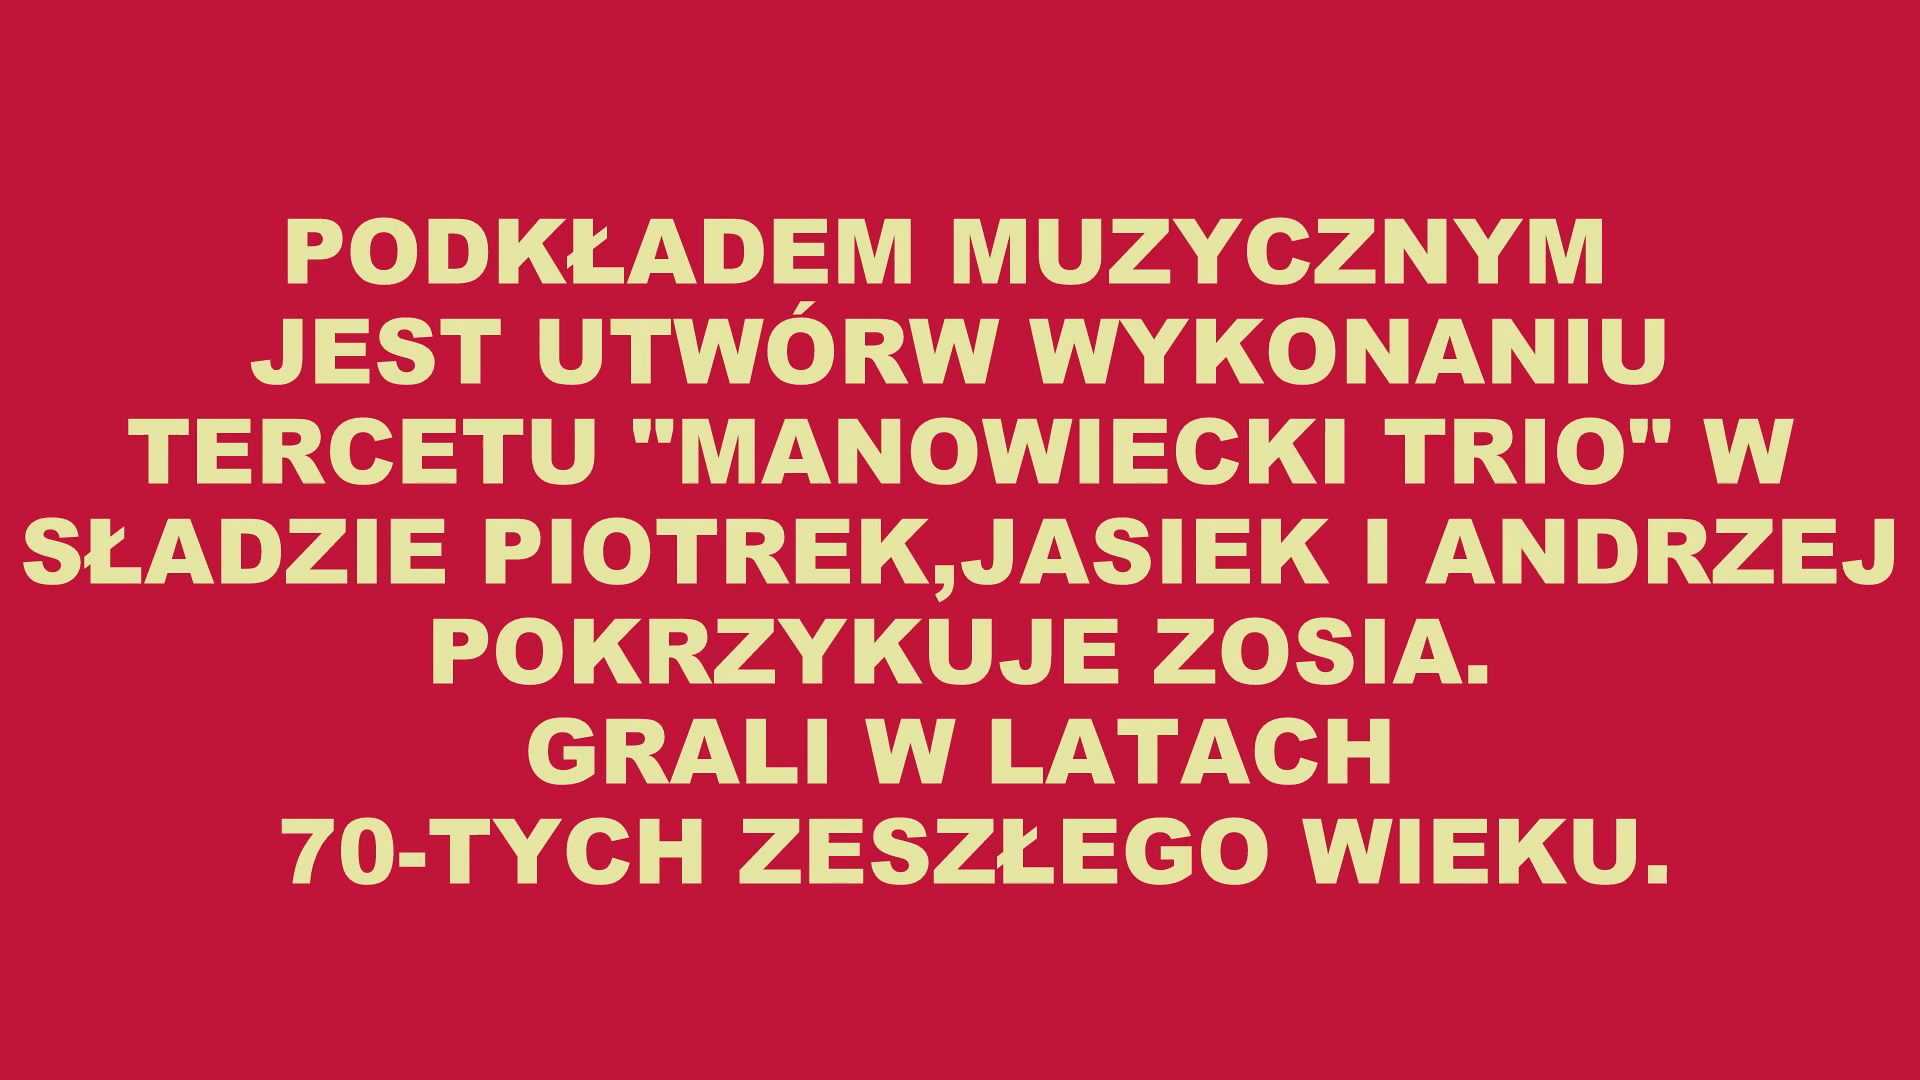 PODKŁADEM MUZYCZNYM
JEST UTWÓRW WYKONANIU
TERCETU "MANOWIECKI TRIO" W
SŁADZIE PIOTREK,JASIEK I ANDRZEJ
POKRZYKUJE ZOSIA.
GRALI W LATACH
70-TYCH ZESZŁEGO WIEKU.